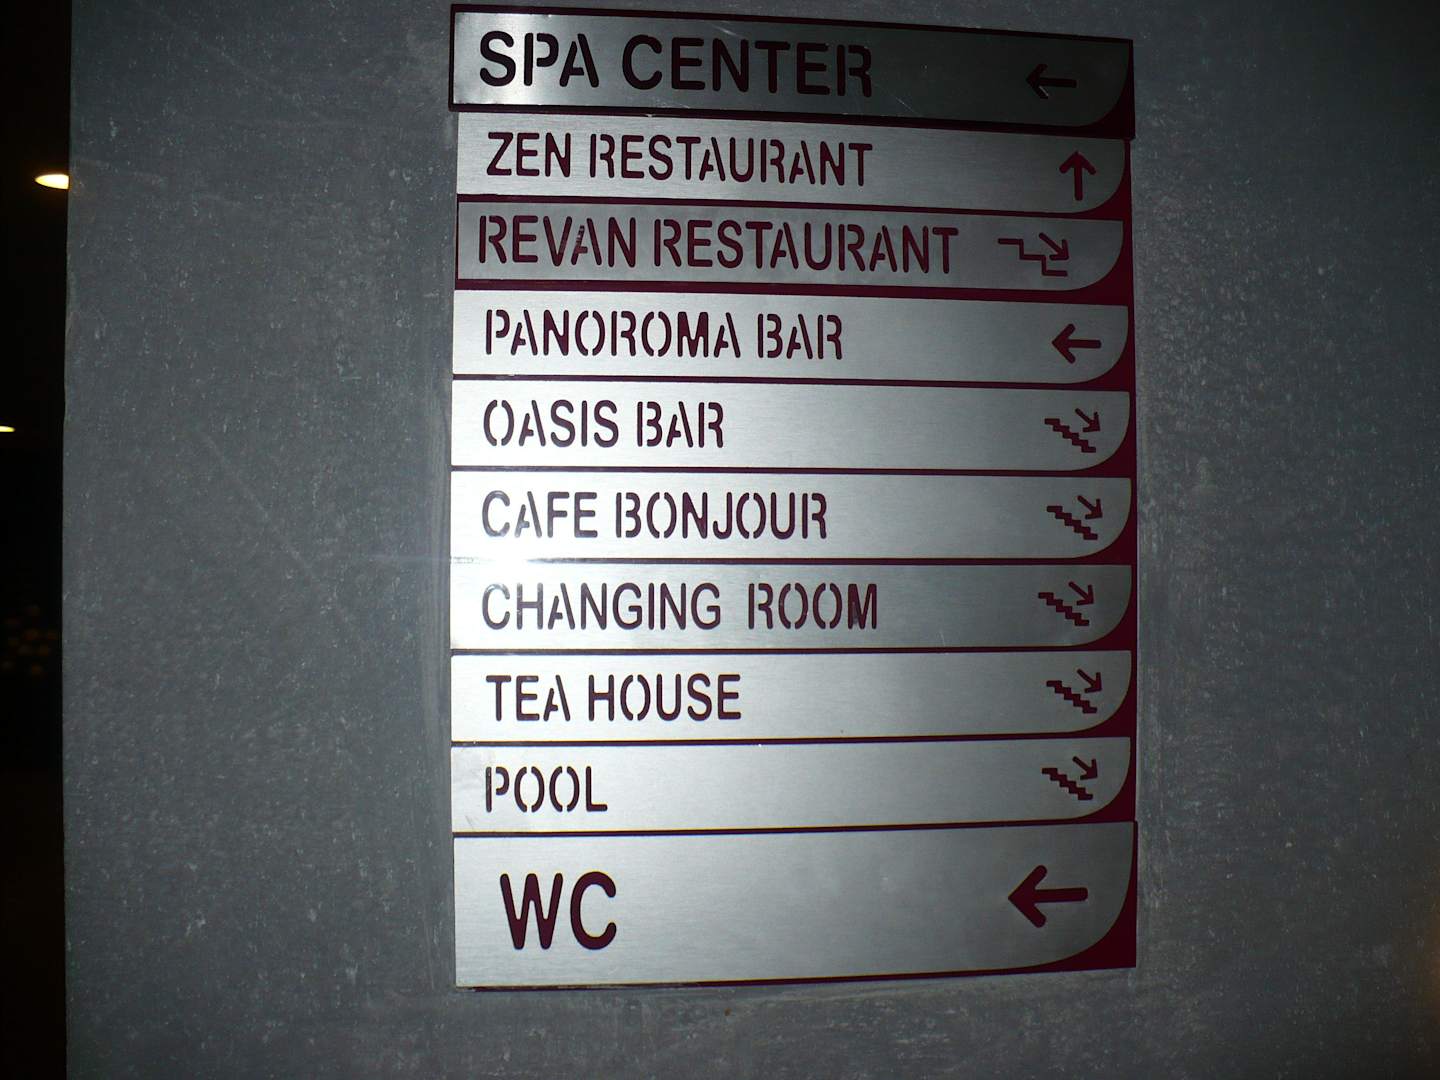 SPA CENTER
ZEN RESTAURANT
REVAN RESTAURANT
PANOROMA BAR
OASIS BAR
CAFE BONJOUR
CHANGING ROOM
TEA HOUSE
POOL
WC